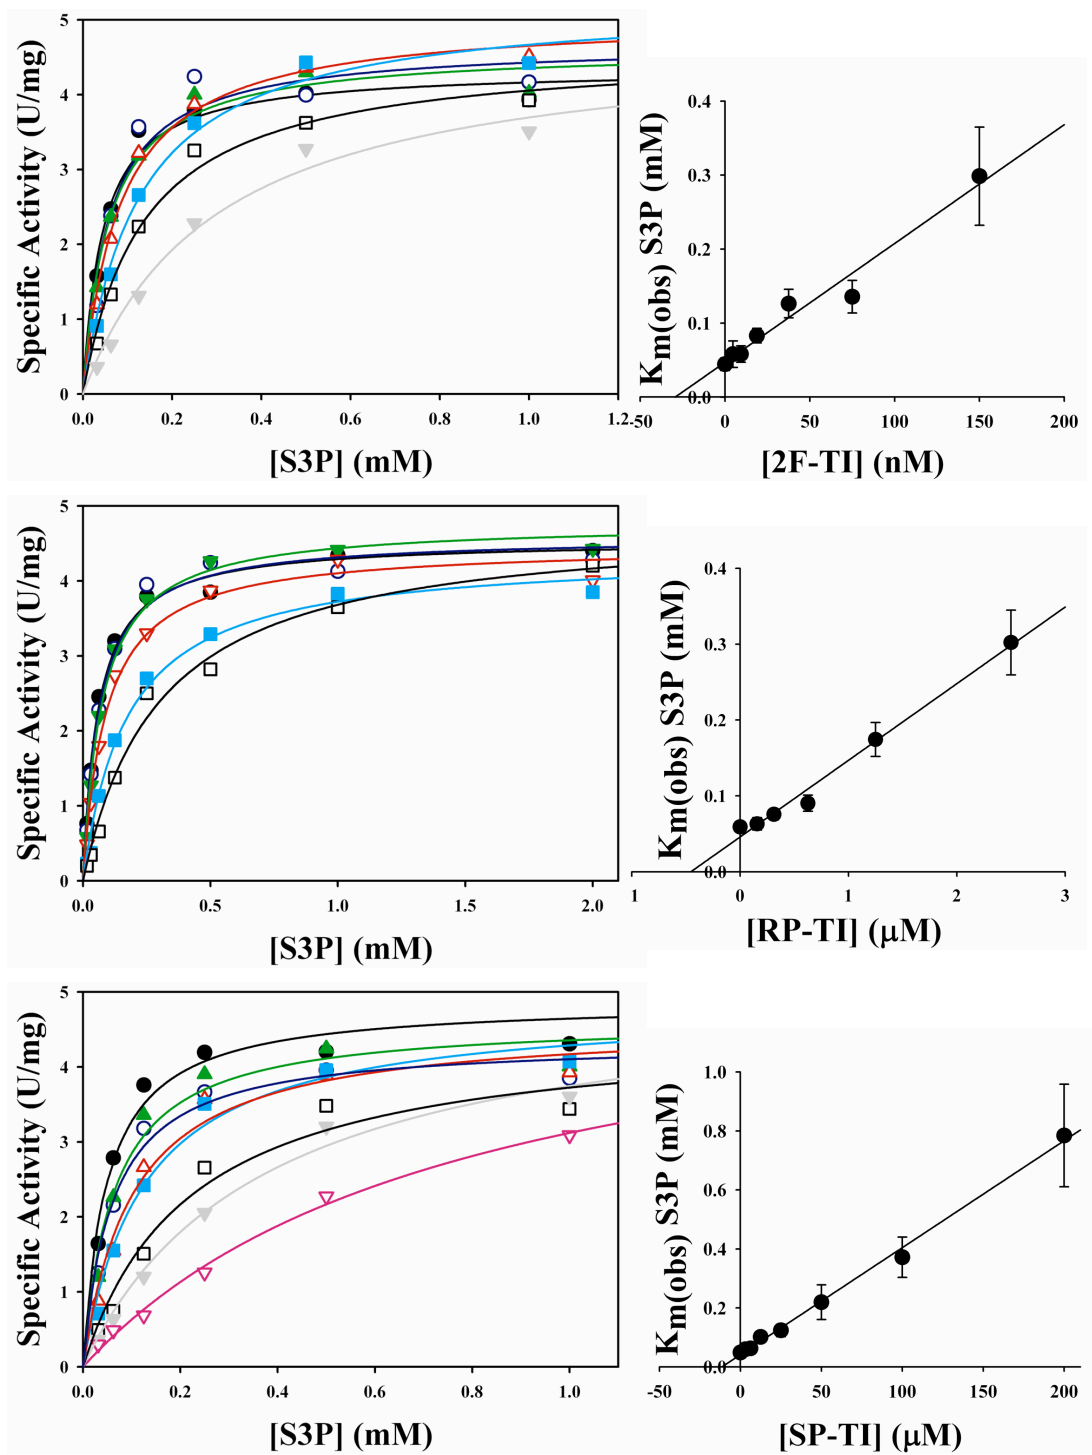 Specific Activity (U/mg)
5
4
3
2
1
0
0.0 0.2 0.4 0.6 0.8 1.0 1.2
[S3P] (mM)
Km(obs) S3P (mM)
0.4
0.3
0.2
0.1
0.0
-50 0 50 100 150 200
[2F-TI] (nM)
Specific Activity (U/mg)
5
4
3
2
1
0
0.0 0.5 1.0 1.5 2.0
[S3P] (mM)
Km(obs) S3P (mM)
0.4
0.3
0.2
0.1
0.0
1 0 1 2 3
[RP-TI] (μM)
Specific Activity (U/mg)
5
4
3
2
1
0
0.0 0.2 0.4 0.6 0.8 1.0
[S3P] (mM)
Km(obs) S3P (mM)
1.0
0.8
0.6
0.4
0.2
0.0
-50 0 50 100 150 200
[SP-TI] (μM)